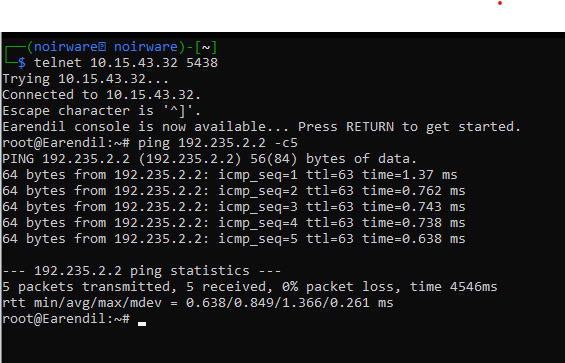 ┌──(noirware㉿ noirware)-[~]
└─$ telnet 10.15.43.32 5438
Trying 10.15.43.32...
Connected to 10.15.43.32.
Escape character is '^]'.
Earendil console is now available... Press RETURN to get started.
root@Earendil:~# ping 192.235.2.2 -c5
PING 192.235.2.2 (192.235.2.2) 56(84) bytes of data.
64 bytes from 192.235.2.2: icmp_seq=1 ttl=63 time=1.37 ms
64 bytes from 192.235.2.2: icmp_seq=2 ttl=63 time=0.762 ms
64 bytes from 192.235.2.2: icmp_seq=3 ttl=63 time=0.743 ms
64 bytes from 192.235.2.2: icmp_seq=4 ttl=63 time=0.738 ms
64 bytes from 192.235.2.2: icmp_seq=5 ttl=63 time=0.638 ms
--- 192.235.2.2 ping statistics ---
5 packets transmitted, 5 received, 0% packet loss, time 4546ms
rtt min/avg/max/mdev = 0.638/0.849/1.366/0.261 ms
root@Earendil:~#